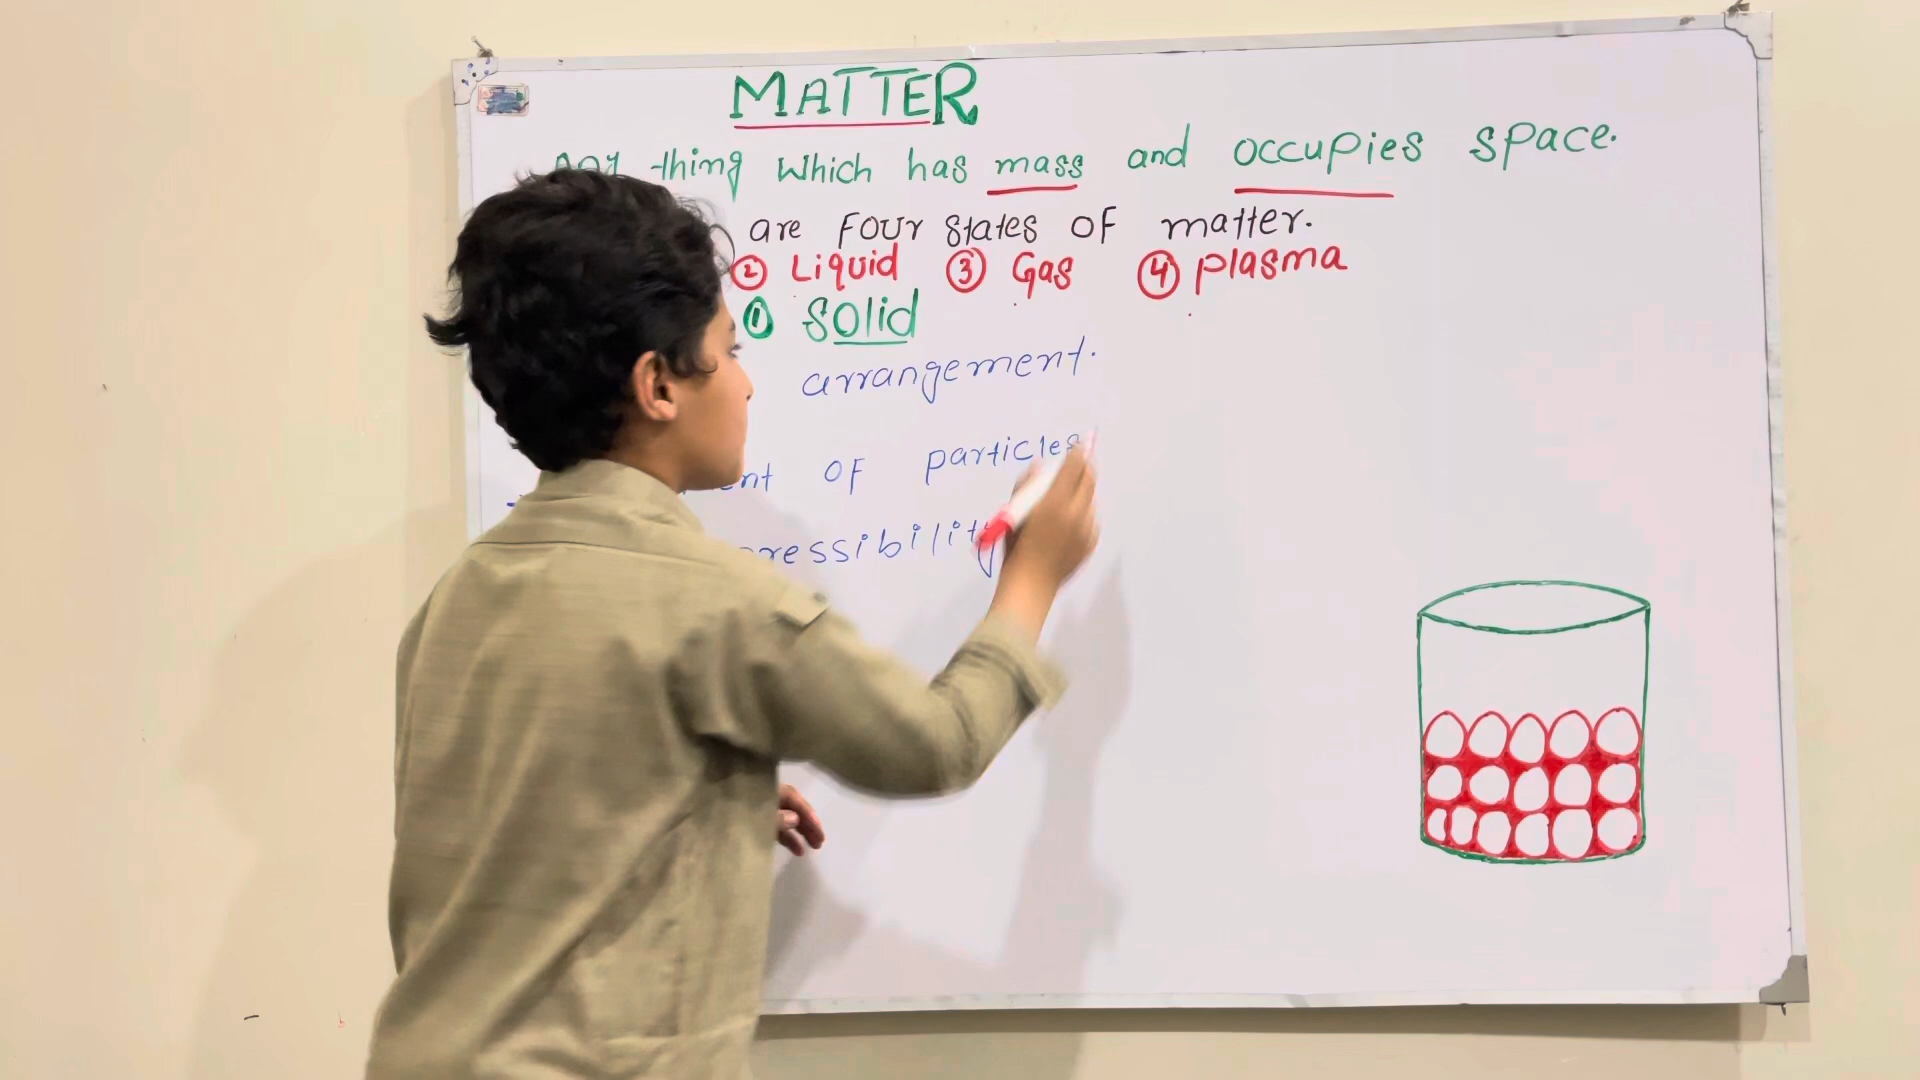 MATTER
Any thing which has mass and occupies space.
are Four states of matter.
② Liquid ③ Gas ④ plasma
① Solid
arrangement.
of particles